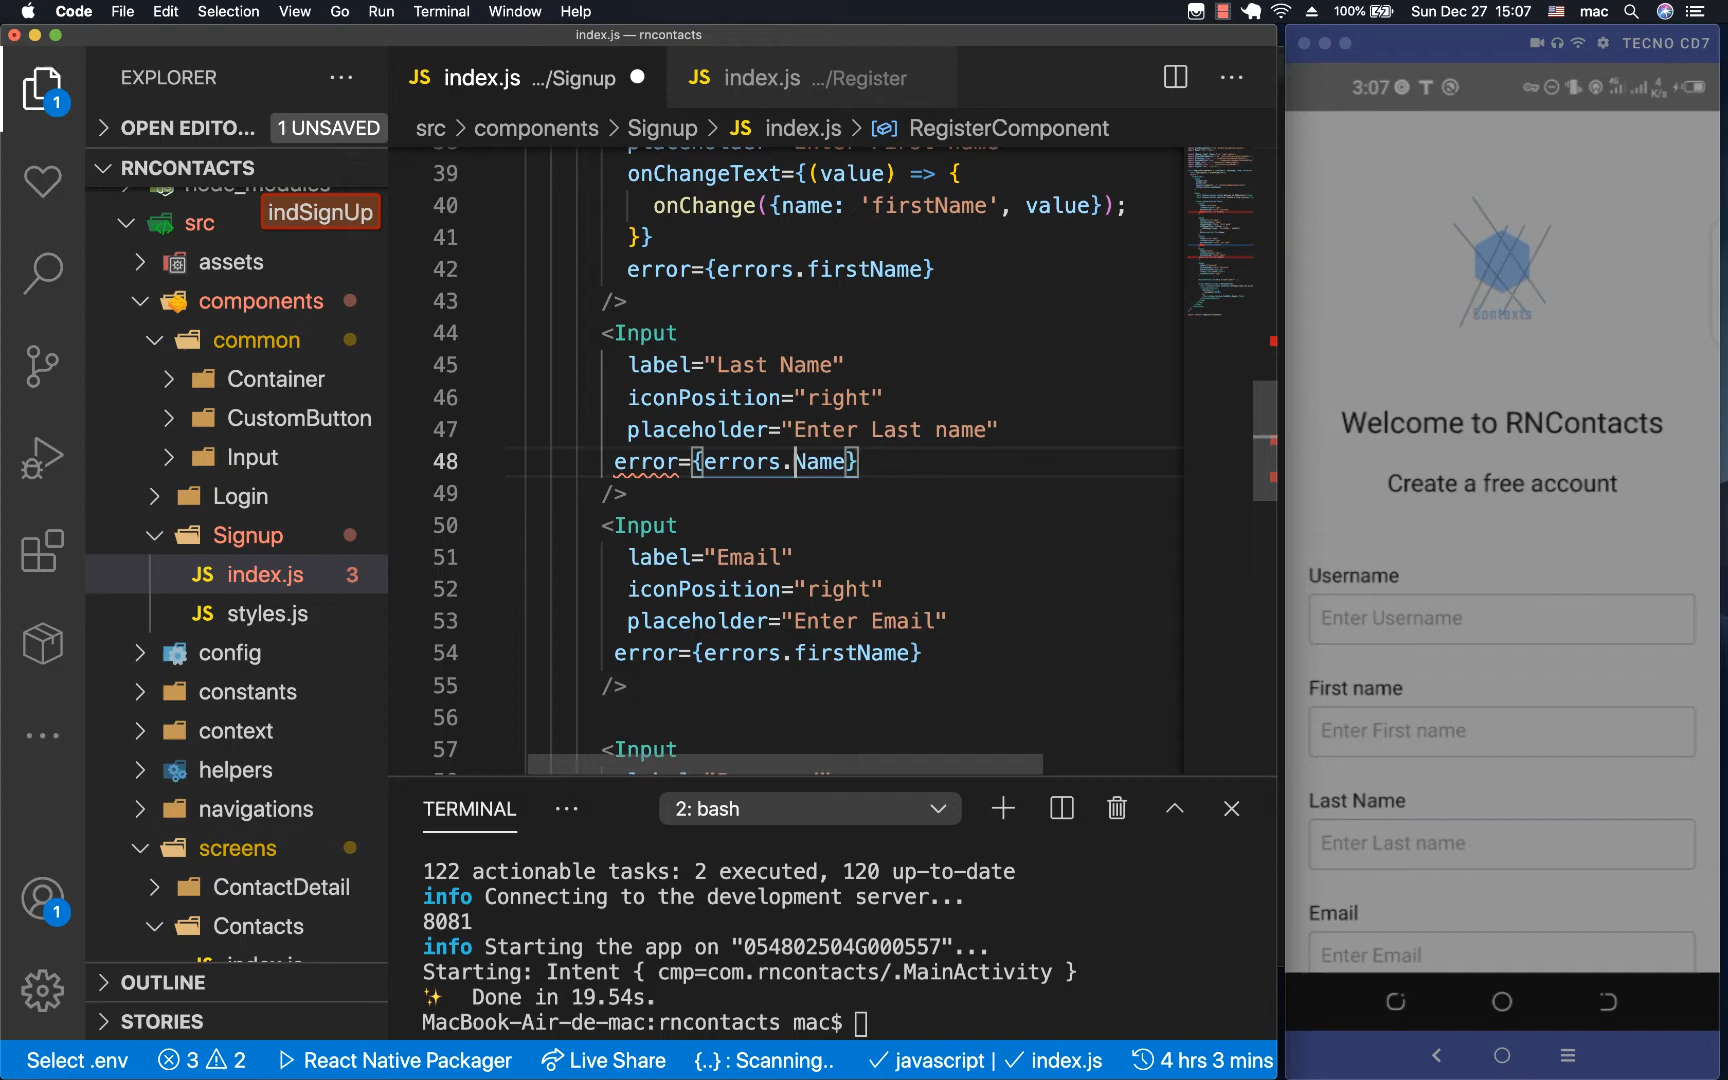 Code File Edit Selection View Go Run Terminal Window Help
100% Sun Dec 27 15:07 mac
index.js — rncontacts
TECNO CD7
EXPLORER
JS index.js .../Signup
JS index.js .../Register
OPEN EDITO... 1 UNSAVED
src > components > Signup > JS index.js > RegisterComponent
RNCONTACTS
node_modules
indSignUp
src
assets
components
common
Container
CustomButton
Input
Login
Signup
JS index.js 3
JS styles.js
config
constants
context
helpers
navigations
screens
ContactDetail
Contacts
OUTLINE
STORIES
39 onChangeText={(value) => {
40 onChange({name: 'firstName', value});
41 }}
42 error={errors.firstName}
43 />
44 <Input
45 label="Last Name"
46 iconPosition="right"
47 placeholder="Enter Last name"
48 error={errors.Name}
49 />
50 <Input
51 label="Email"
52 iconPosition="right"
53 placeholder="Enter Email"
54 error={errors.firstName}
55 />
56
57 <Input
TERMINAL
2: bash
122 actionable tasks: 2 executed, 120 up-to-date
info Connecting to the development server...
8081
info Starting the app on "054802504G000557"...
Starting: Intent { cmp=com.rncontacts/.MainActivity }
✨ Done in 19.54s.
MacBook-Air-de-mac:rncontacts mac$
1
1
Select .env 3 2 React Native Packager Live Share {..} : Scanning.. javascript | index.js 4 hrs 3 mins
3:07
Contexts
Welcome to RNContacts
Create a free account
Username
Enter Username
First name
Enter First name
Last Name
Enter Last name
Email
Enter Email